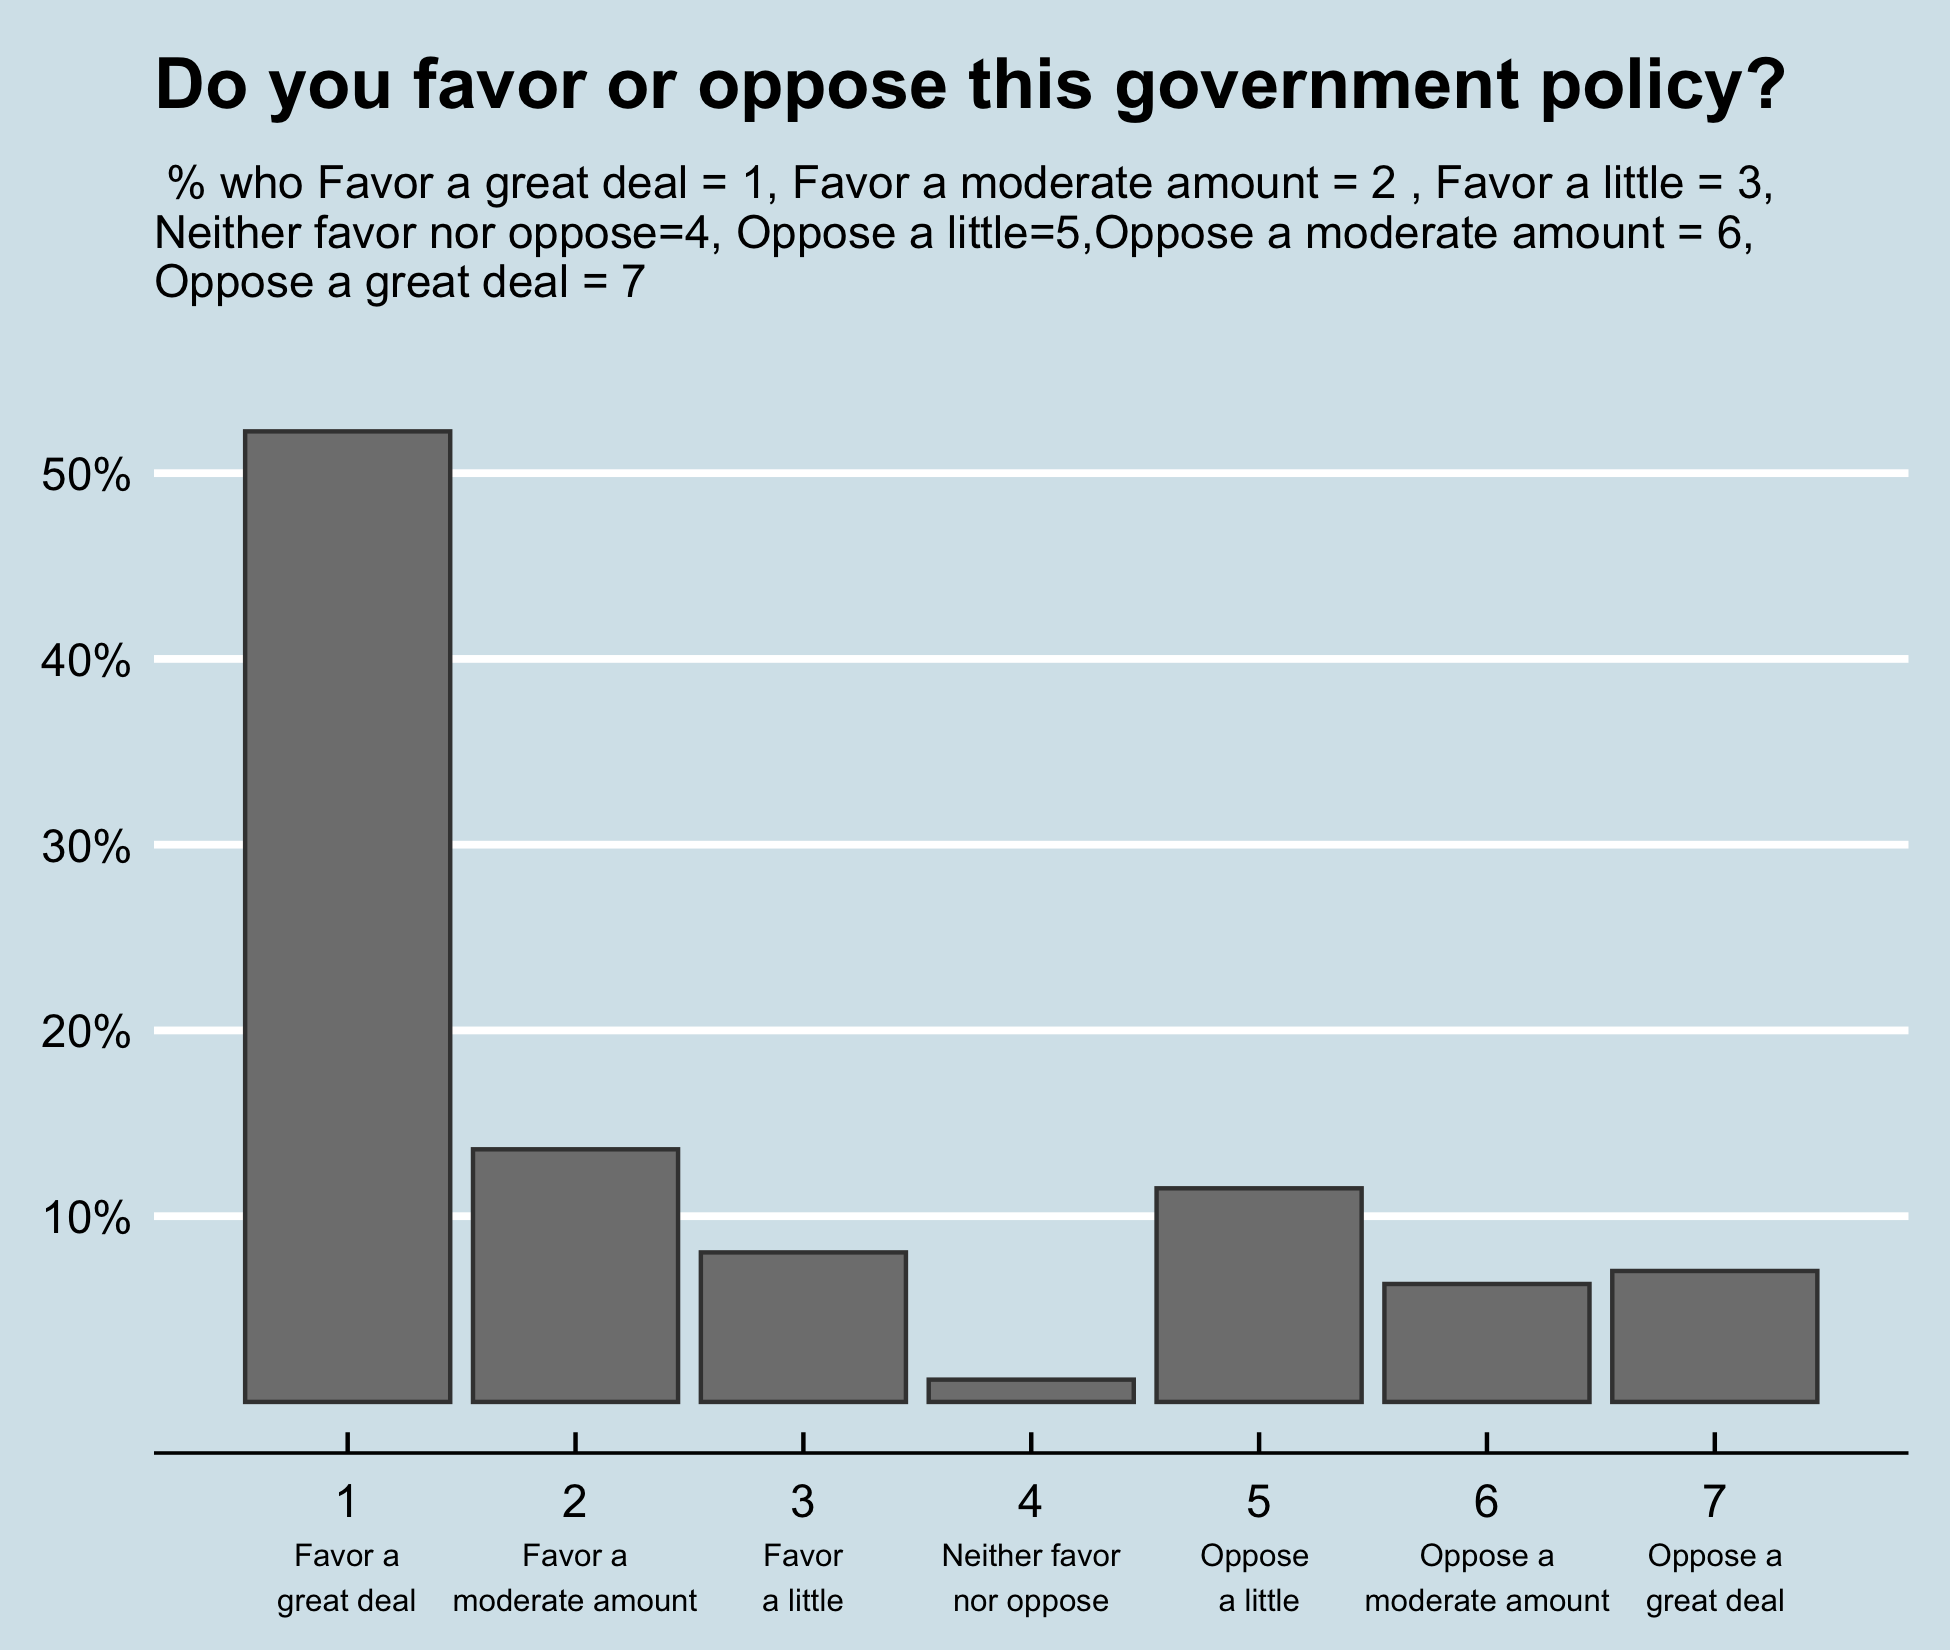 Do you favor or oppose this government policy?
% who Favor a great deal = 1, Favor a moderate amount = 2 , Favor a little = 3,
Neither favor nor oppose=4, Oppose a little=5,Oppose a moderate amount = 6,
Oppose a great deal = 7
50%
40%
30%
20%
10%
1 2 3 4 5 6 7
Favor a Favor a Favor Neither favor Oppose Oppose a Oppose a
great deal moderate amount a little nor oppose a little moderate amount great deal